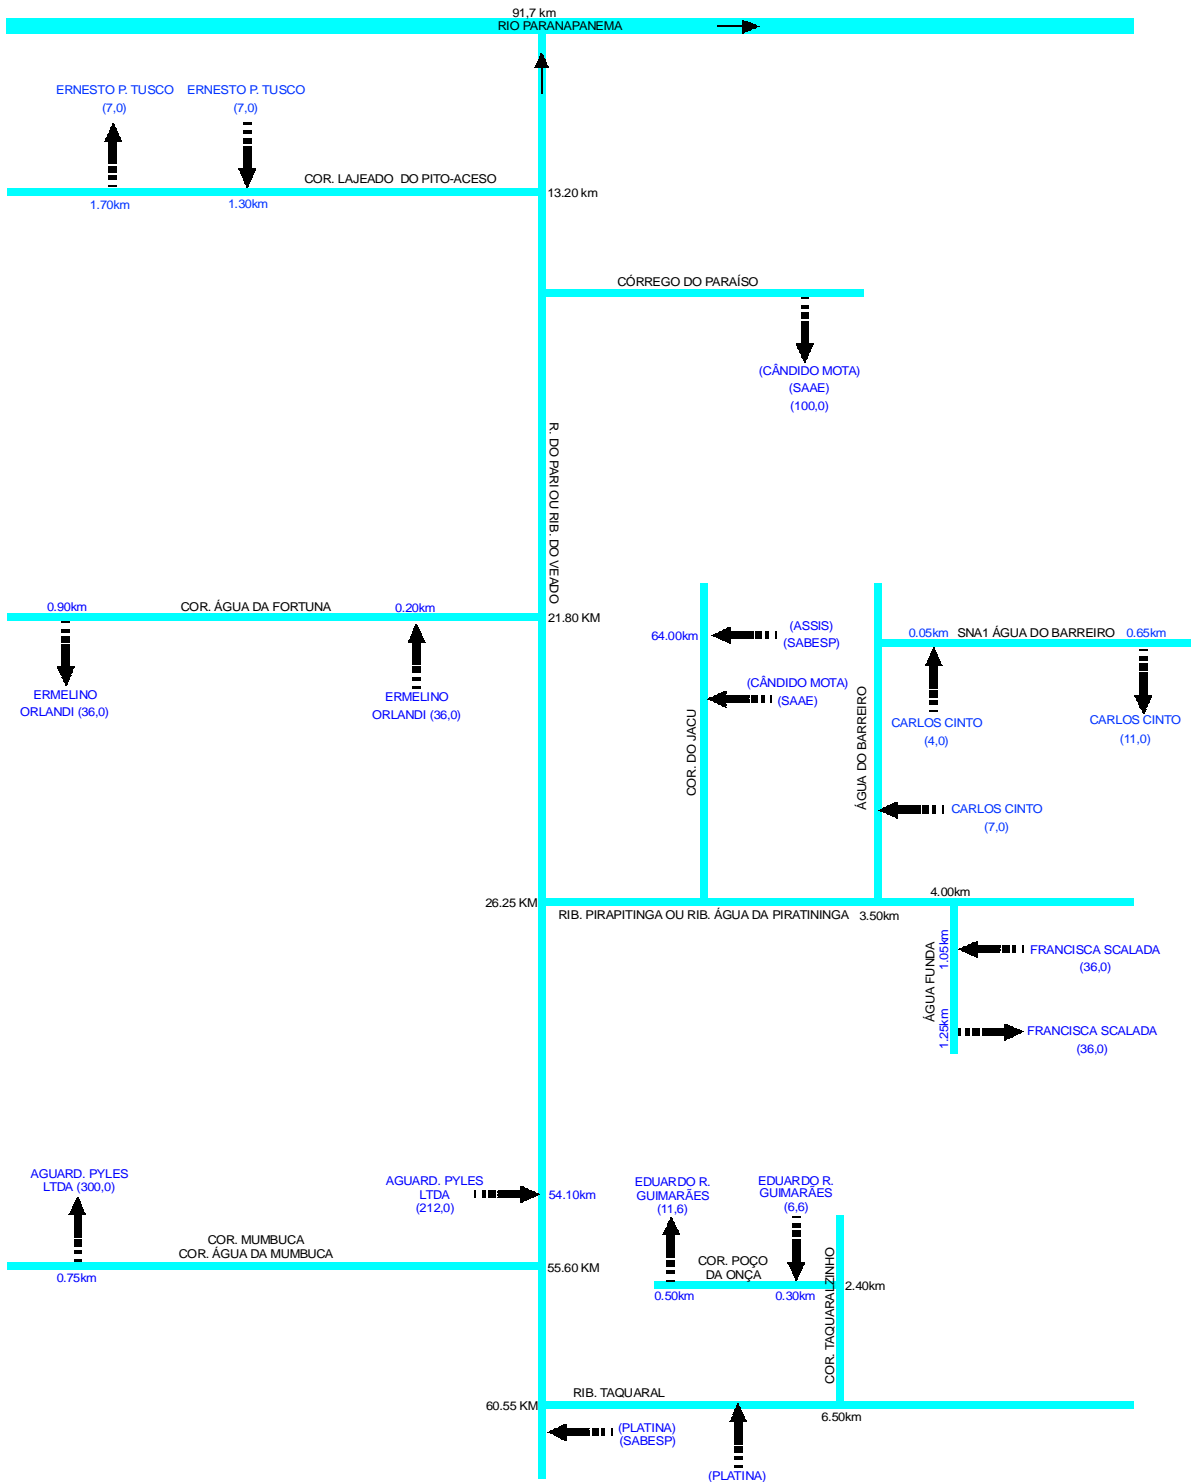 91,7 km
RIO PARANAPANEMA
ERNESTO P. TUSCO
(7,0)
ERNESTO P. TUSCO
(7,0)
COR. LAJEADO DO PITO-ACESO
1.70km
1.30km
13.20 km
CÓRREGO DO PARAÍSO
(CÂNDIDO MOTA)
(SAAE)
(100,0)
R. DO PARI OU RIB. DO VEADO
0.90km
COR. ÁGUA DA FORTUNA
0.20km
21.80 KM
ERMELINO
ORLANDI (36,0)
ERMELINO
ORLANDI (36,0)
64.00km
(ASSIS)
(SABESP)
(CÂNDIDO MOTA)
(SAAE)
COR. DO JACU
ÁGUA DO BARREIRO
0.05km
SNA1 ÁGUA DO BARREIRO
0.65km
CARLOS CINTO
(4,0)
CARLOS CINTO
(11,0)
CARLOS CINTO
(7,0)
26.25 KM
RIB. PIRAPITINGA OU RIB. ÁGUA DA PIRATININGA
3.50km
4.00km
ÁGUA FUNDA
1.05km
FRANCISCA SCALADA
(36,0)
1.25km
FRANCISCA SCALADA
(36,0)
AGUARD. PYLES
LTDA (300,0)
AGUARD. PYLES
LTDA
(212,0)
54.10km
COR. MUMBUCA
COR. ÁGUA DA MUMBUCA
0.75km
55.60 KM
EDUARDO R.
GUIMARÃES
(11,6)
EDUARDO R.
GUIMARÃES
(6,6)
COR. POÇO
DA ONÇA
0.50km
0.30km
2.40km
COR. TAQUARALZINHO
60.55 KM
RIB. TAQUARAL
6.50km
(PLATINA)
(SABESP)
(PLATINA)